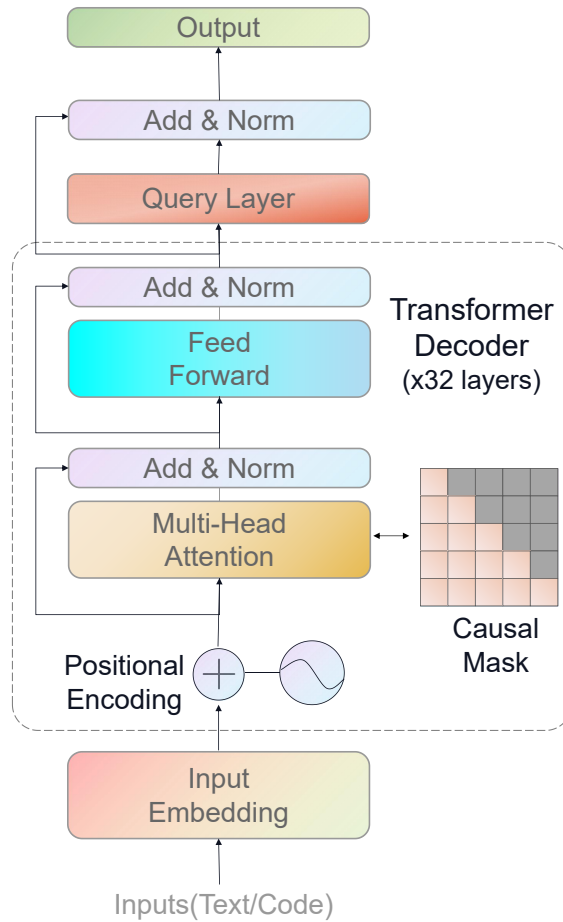 Output
Add & Norm
Query Layer
Add & Norm
Transformer
Decoder
(x32 layers)
Feed
Forward
Add & Norm
Multi-Head
Attention
Causal
Mask
Positional
Encoding
Input
Embedding
Inputs(Text/Code)